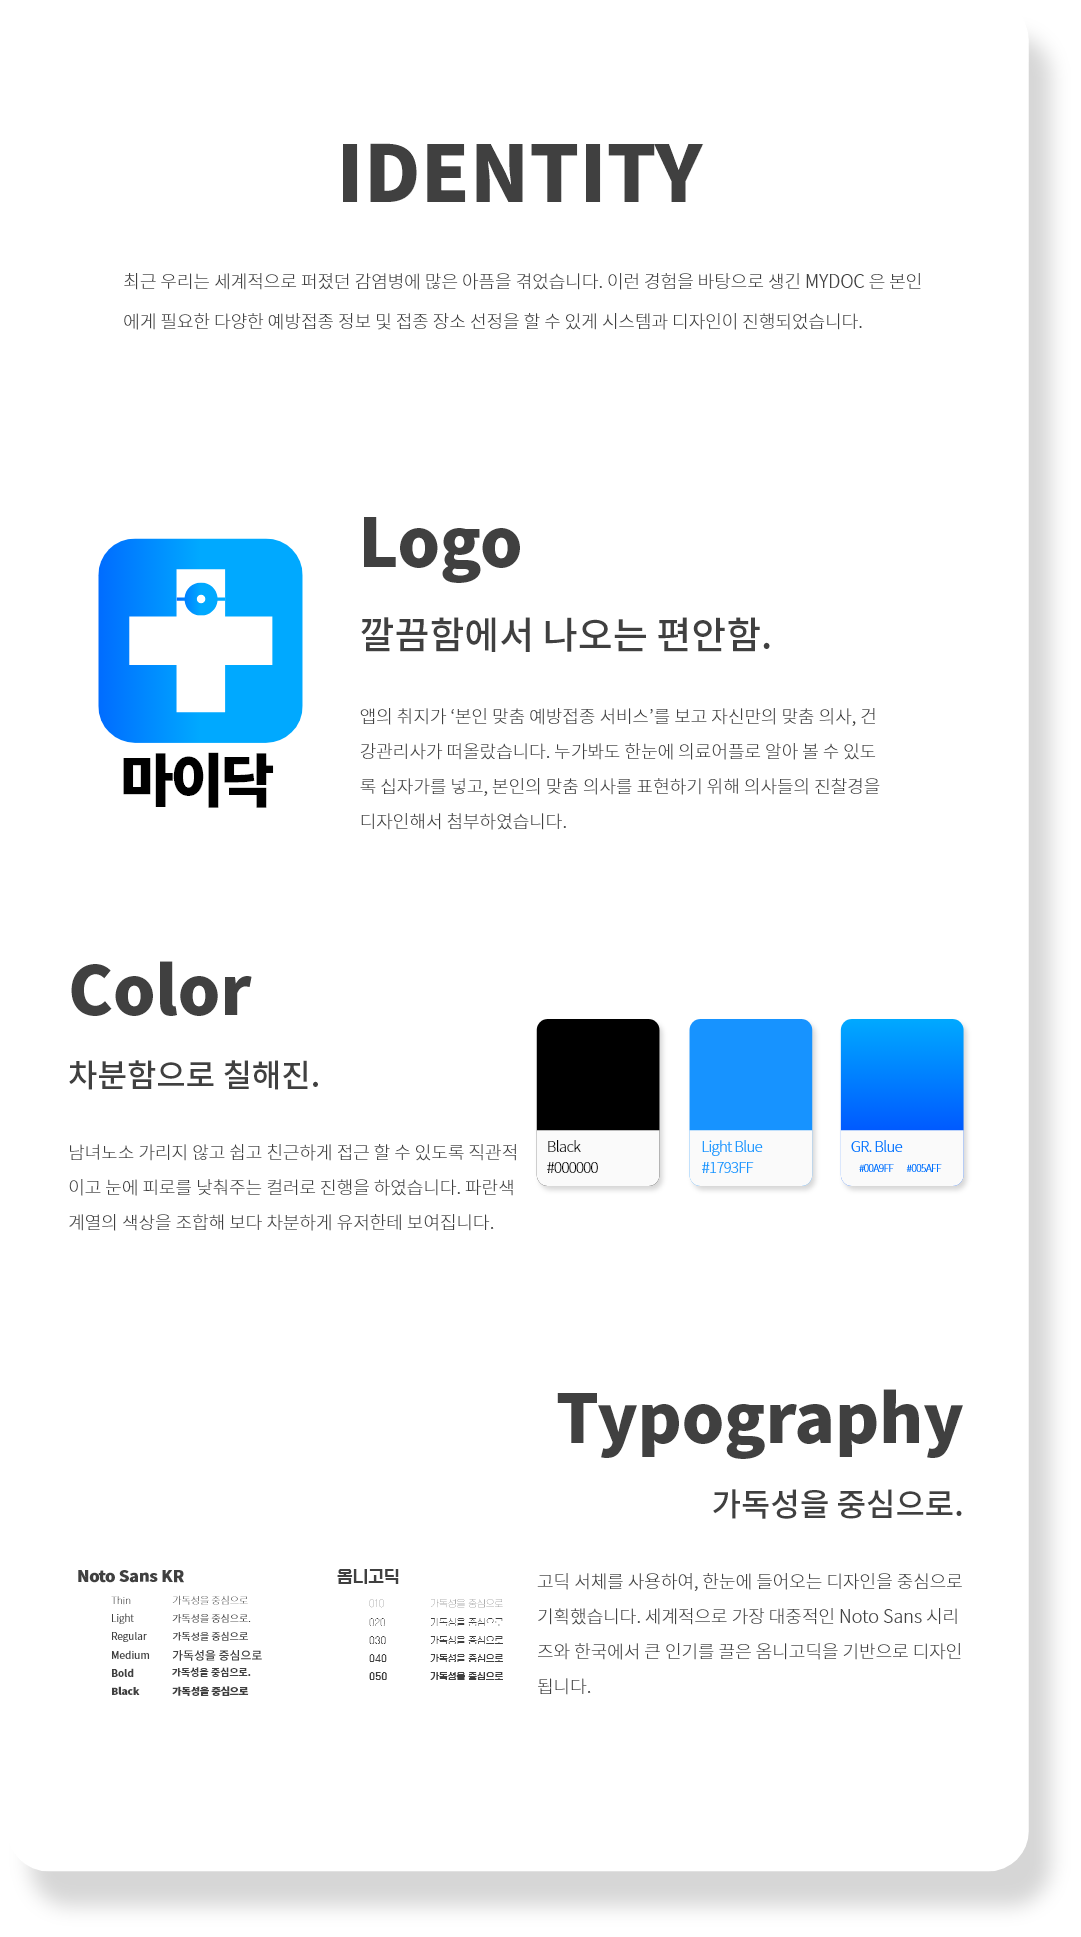 IDENTITY
최근 우리는 세계적으로 퍼졌던 감염병에 많은 아픔을 겪었습니다. 이런 경험을 바탕으로 생긴 MYDOC 은 본인
에게 필요한 다양한 예방접종 정보 및 접종 장소 선정을 할 수 있게 시스템과 디자인이 진행되었습니다.
마이닥
Logo
깔끔함에서 나오는 편안함.
앱의 취지가 ‘본인 맞춤 예방접종 서비스’를 보고 자신만의 맞춤 의사, 건
강관리사가 떠올랐습니다. 누가봐도 한눈에 의료어플로 알아 볼 수 있도
록 십자가를 넣고, 본인의 맞춤 의사를 표현하기 위해 의사들의 진찰경을
디자인해서 첨부하였습니다.
Color
차분함으로 칠해진.
남녀노소 가리지 않고 쉽고 친근하게 접근 할 수 있도록 직관적
이고 눈에 피로를 낮춰주는 컬러로 진행을 하였습니다. 파란색
계열의 색상을 조합해 보다 차분하게 유저한테 보여집니다.
Black
#000000
Light Blue
#1793FF
GR. Blue
#00A9FF #005AFF
Typography
가독성을 중심으로.
고딕 서체를 사용하여, 한눈에 들어오는 디자인을 중심으로
기획했습니다. 세계적으로 가장 대중적인 Noto Sans 시리
즈와 한국에서 큰 인기를 끌은 옴니고딕을 기반으로 디자인
됩니다.
Noto Sans KR
Thin 가독성을 중심으로
Light 가독성을 중심으로.
Regular 가독성을 중심으로
Medium 가독성을 중심으로
Bold 가독성을 중심으로.
Black 가독성을 중심으로
옴니고딕
010 가독성을 중심으로
020 가독성을 중심으로
030 가독성을 중심으로
040 가독성을 중심으로
050 가독성을 중심으로